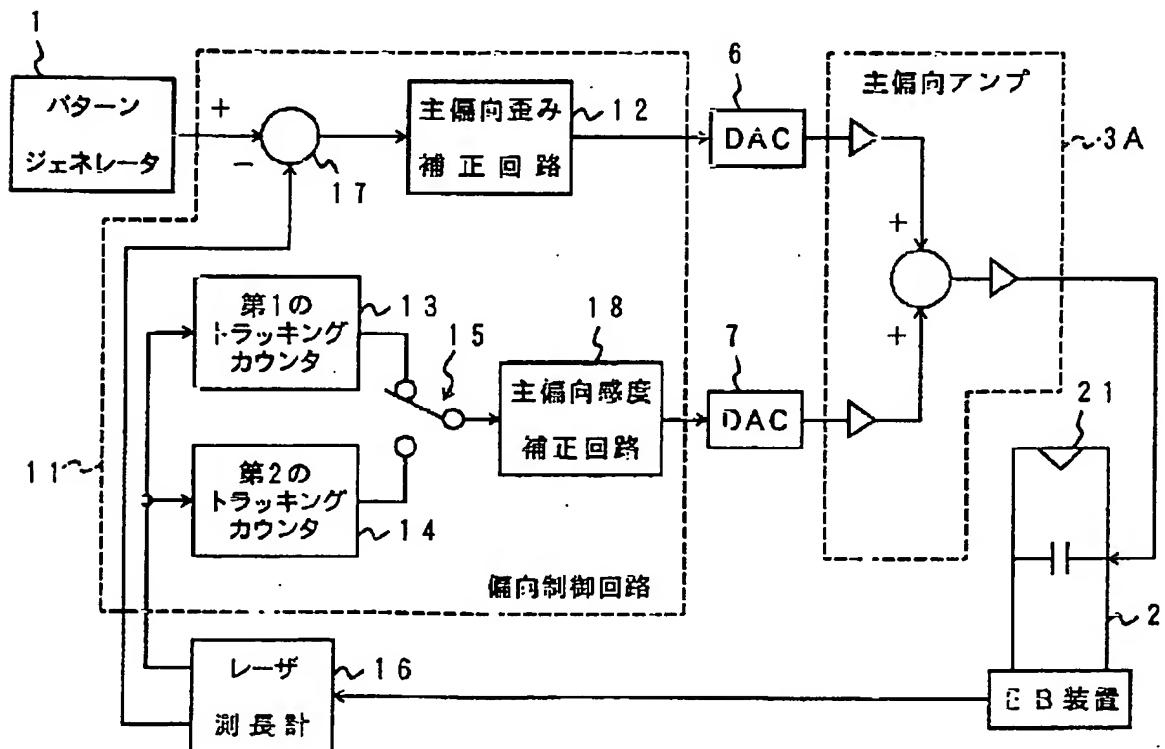 1
パターン
ジェネレータ
+
-
17
主偏向歪み
補正回路
12
6
DAC
主偏向アンプ
3A
+
+
第1の
トラッキング
カウンタ
13
15
18
主偏向感度
補正回路
7
DAC
21
11
第2の
トラッキング
カウンタ
14
偏向制御回路
2
レーザ
測長計
16
EB装置